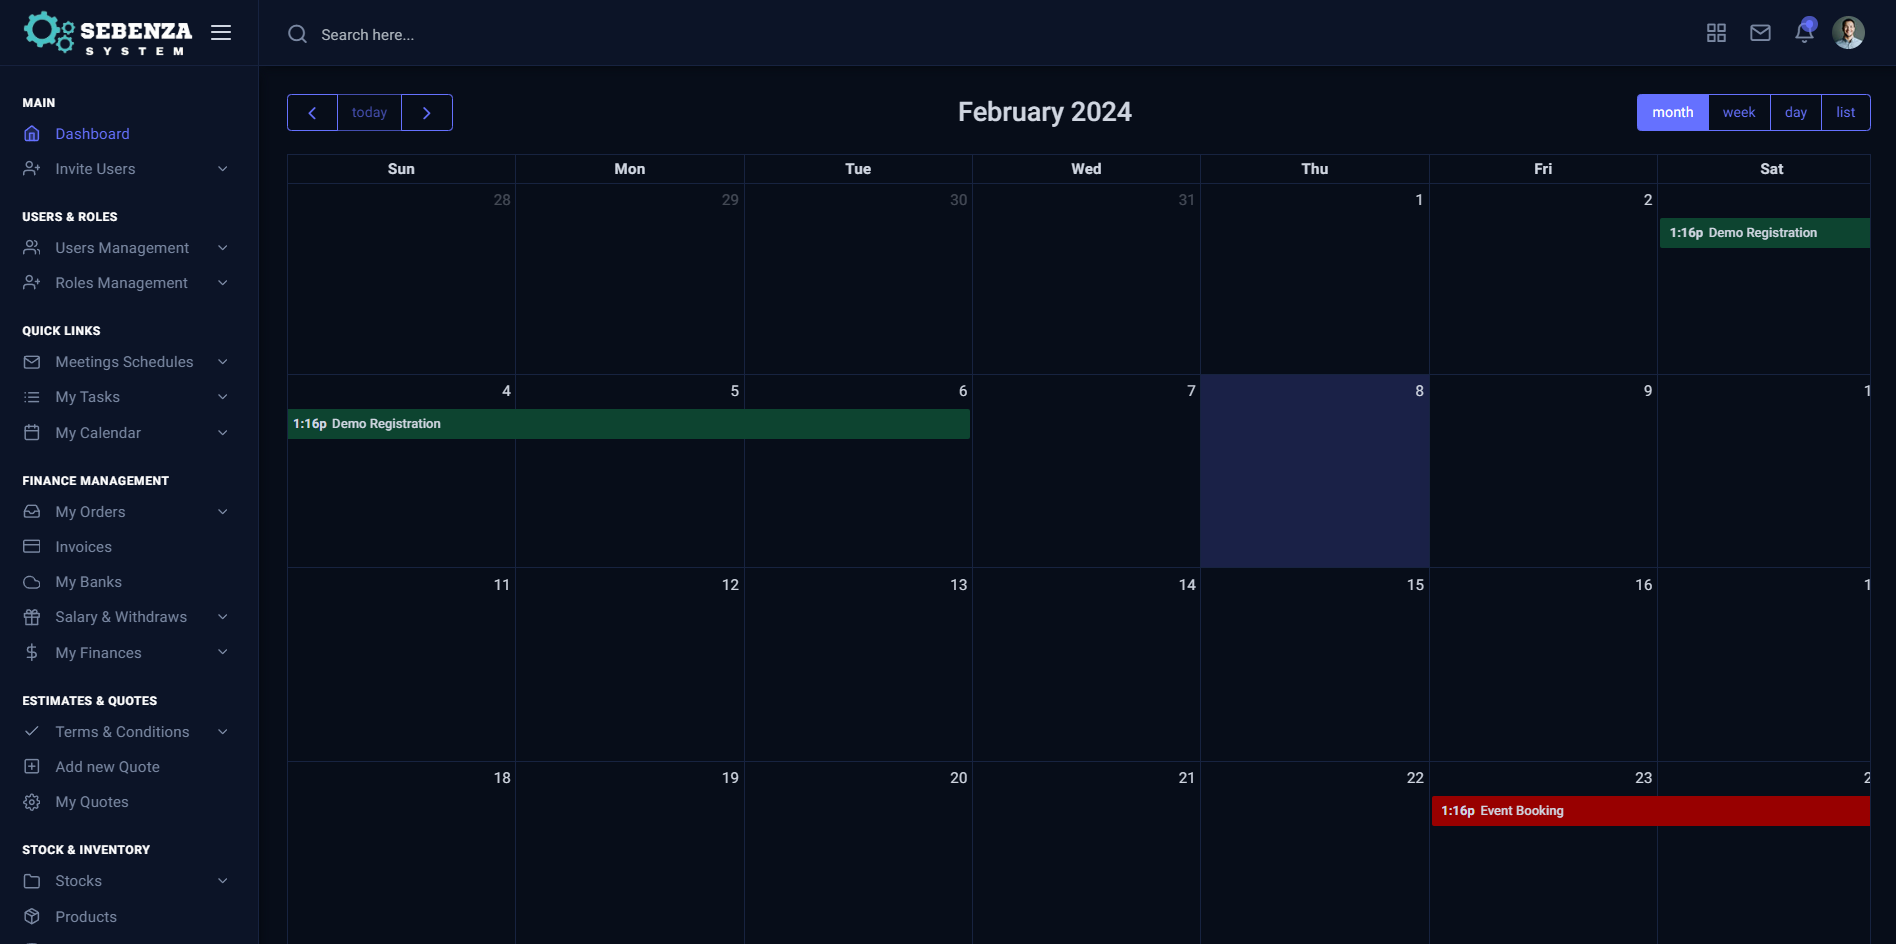 SEBENZA
SYSTEM
Search here...
MAIN
Dashboard
Invite Users
USERS & ROLES
Users Management
Roles Management
QUICK LINKS
Meetings Schedules
My Tasks
My Calendar
FINANCE MANAGEMENT
My Orders
Invoices
My Banks
Salary & Withdraws
My Finances
ESTIMATES & QUOTES
Terms & Conditions
Add new Quote
My Quotes
STOCK & INVENTORY
Stocks
Products
today
February 2024
month week day list
Sun Mon Tue Wed Thu Fri Sat
28 29 30 31 1 2
1:16p Demo Registration
4 5 6 7 8 9 1
1:16p Demo Registration
11 12 13 14 15 16 1
18 19 20 21 22 23 2
1:16p Event Booking